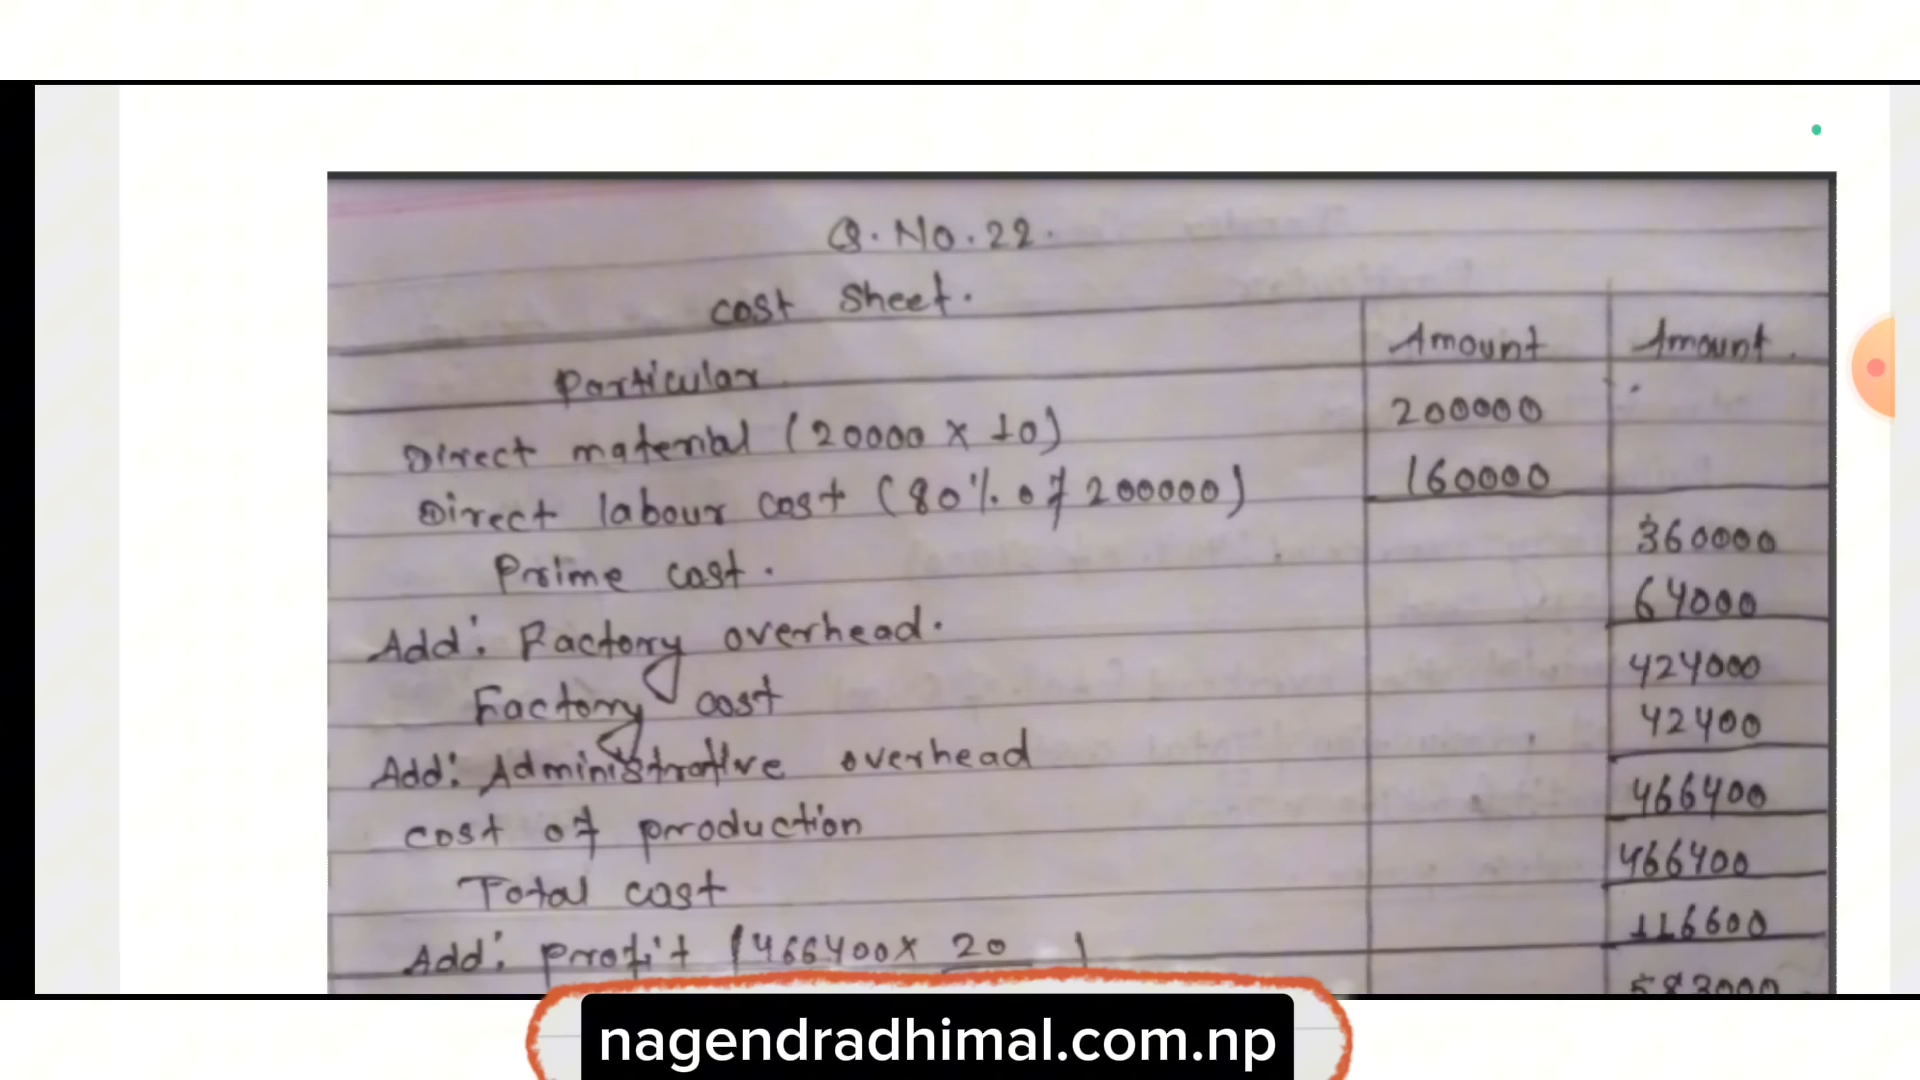 Q. No. 22.
Cost Sheet.
Particular Amount Amount.
Direct material (20000 × 10) 200000
Direct labour cost (80% of 200000) 160000
Prime cost. 360000
Add: Factory overhead. 64000
Factory cost 424000
Add: Administrative overhead 42400
cost of production 466400
Total cost 466400
Add: profit (466400 × 20 ) 116600
583000
nagendradhimal.com.np